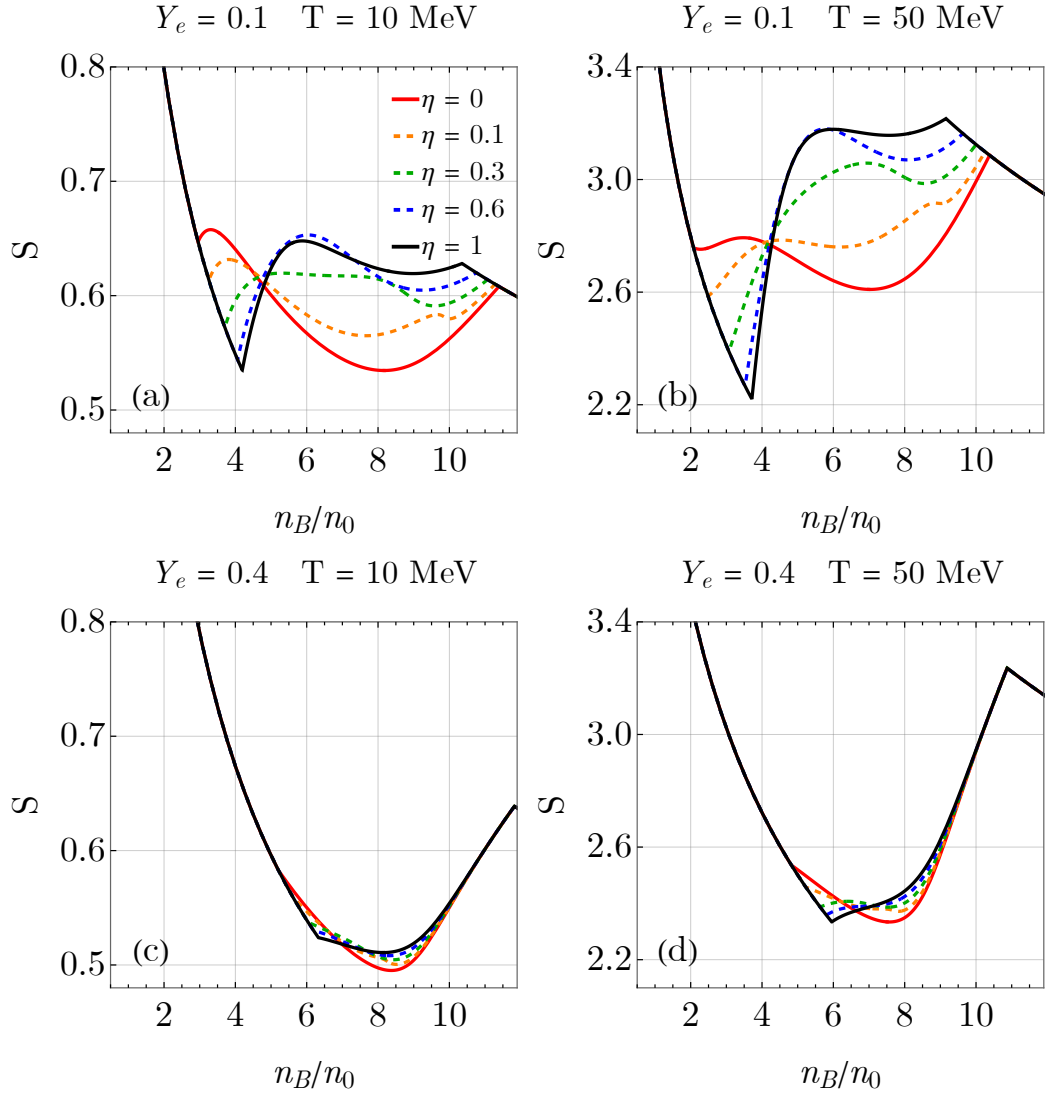 Y_e = 0.1 T = 10 MeV
Y_e = 0.1 T = 50 MeV
0.8
0.7
0.6
0.5
S
η = 0
η = 0.1
η = 0.3
η = 0.6
η = 1
(a)
2 4 6 8 10
n_B/n_0
3.4
3.0
2.6
2.2
S
(b)
2 4 6 8 10
n_B/n_0
Y_e = 0.4 T = 10 MeV
Y_e = 0.4 T = 50 MeV
0.8
0.7
0.6
0.5
S
(c)
2 4 6 8 10
n_B/n_0
3.4
3.0
2.6
2.2
S
(d)
2 4 6 8 10
n_B/n_0